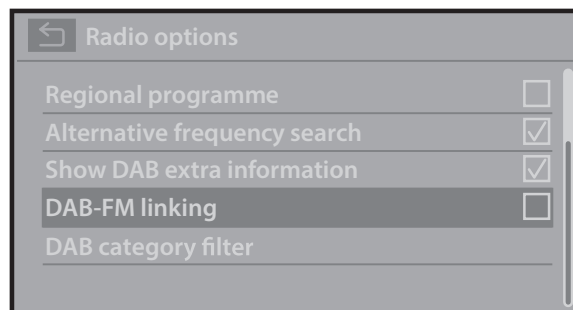 Radio options
Regional programme
Alternative frequency search
Show DAB extra information
DAB-FM linking
DAB category filter